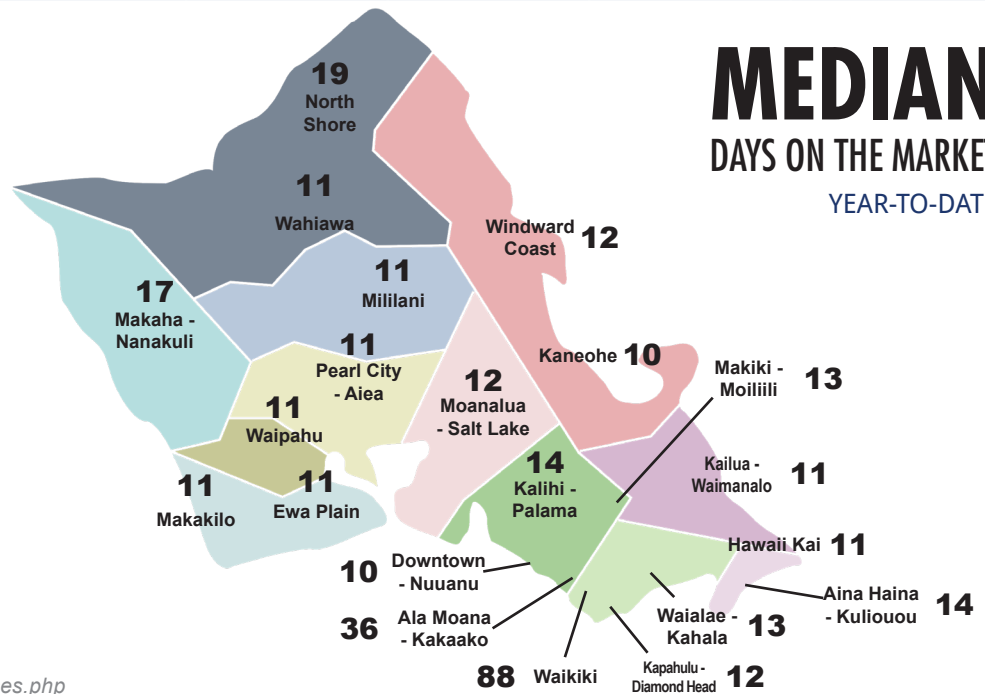 MEDIAN
DAYS ON THE MARKET
YEAR-TO-DAT
19
North
Shore
11
Wahiawa
Windward
Coast 12
11
Mililani
17
Makaha -
Nanakuli
11
Pearl City
- Aiea
Kaneohe 10
Makiki -
Moiliili 13
12
Moanalua
- Salt Lake
11
Waipahu
14
Kalihi -
Palama
Kailua -
Waimanalo 11
11
Makakilo
11
Ewa Plain
Hawaii Kai 11
10 Downtown
- Nuuanu
Aina Haina
- Kuliouou 14
36 Ala Moana
- Kakaako
Waialae -
Kahala 13
88 Waikiki
Kapahulu -
Diamond Head 12
es.php